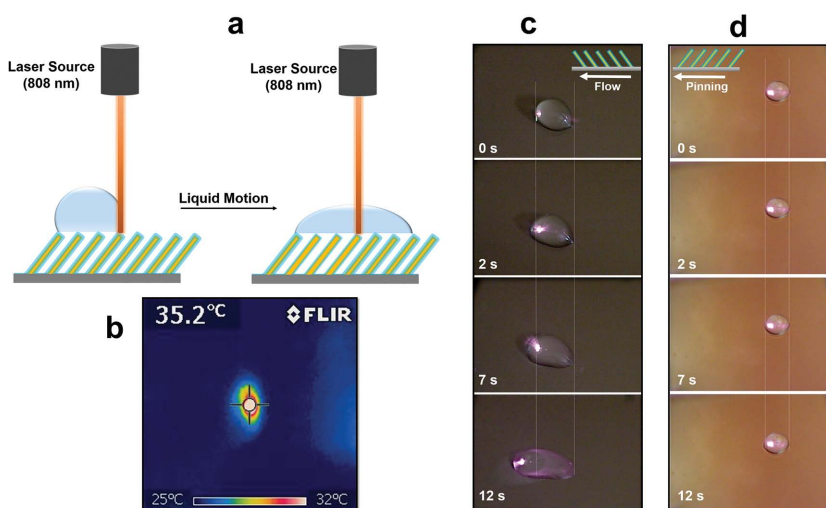 a
Laser Source
(808 nm)
Laser Source
(808 nm)
Liquid Motion
b
35.2°C
FLIR
25°C
32°C
c
Flow
0 s
2 s
7 s
12 s
d
Pinning
0 s
2 s
7 s
12 s